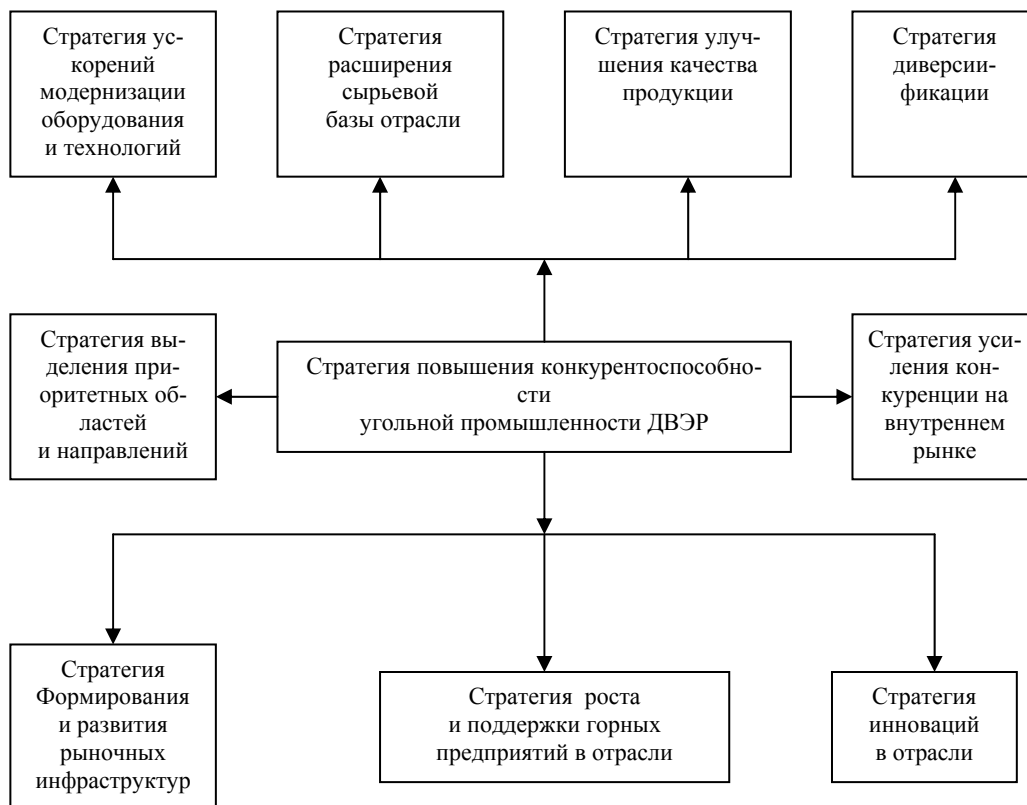 Стратегия ус-
корений
модернизации
оборудования
и технологий
Стратегия
расширения
сырьевой
базы отрасли
Стратегия улуч-
шения качества
продукции
Стратегия
диверси-
фикации
Стратегия вы-
деления при-
оритетных об-
ластей
и направлений
Стратегия повышения конкурентоспособно-
сти
угольной промышленности ДВЭР
Стратегия уси-
ления кон-
куренции на
внутреннем
рынке
Стратегия
Формирования
и развития
рыночных
инфраструктур
Стратегия роста
и поддержки горных
предприятий в отрасли
Стратегия
инноваций
в отрасли